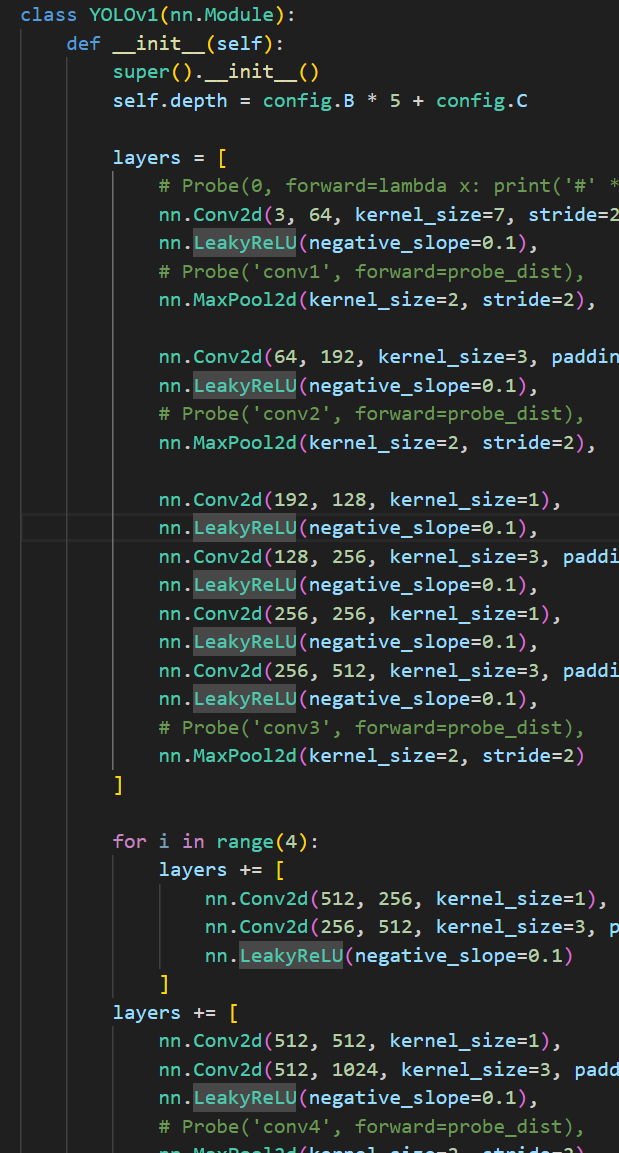 class YOLOv1(nn.Module):
def __init__(self):
super().__init__()
self.depth = config.B * 5 + config.C
layers = [
# Probe(0, forward=lambda x: print('#' *
nn.Conv2d(3, 64, kernel_size=7, stride=2
nn.LeakyReLU(negative_slope=0.1),
# Probe('conv1', forward=probe_dist),
nn.MaxPool2d(kernel_size=2, stride=2),
nn.Conv2d(64, 192, kernel_size=3, paddin
nn.LeakyReLU(negative_slope=0.1),
# Probe('conv2', forward=probe_dist),
nn.MaxPool2d(kernel_size=2, stride=2),
nn.Conv2d(192, 128, kernel_size=1),
nn.LeakyReLU(negative_slope=0.1),
nn.Conv2d(128, 256, kernel_size=3, paddi
nn.LeakyReLU(negative_slope=0.1),
nn.Conv2d(256, 256, kernel_size=1),
nn.LeakyReLU(negative_slope=0.1),
nn.Conv2d(256, 512, kernel_size=3, paddi
nn.LeakyReLU(negative_slope=0.1),
# Probe('conv3', forward=probe_dist),
nn.MaxPool2d(kernel_size=2, stride=2)
]
for i in range(4):
layers += [
nn.Conv2d(512, 256, kernel_size=1),
nn.Conv2d(256, 512, kernel_size=3, p
nn.LeakyReLU(negative_slope=0.1)
]
layers += [
nn.Conv2d(512, 512, kernel_size=1),
nn.Conv2d(512, 1024, kernel_size=3, padd
nn.LeakyReLU(negative_slope=0.1),
# Probe('conv4', forward=probe_dist),
nn.MaxPool2d(kernel_size=2, stride=2)